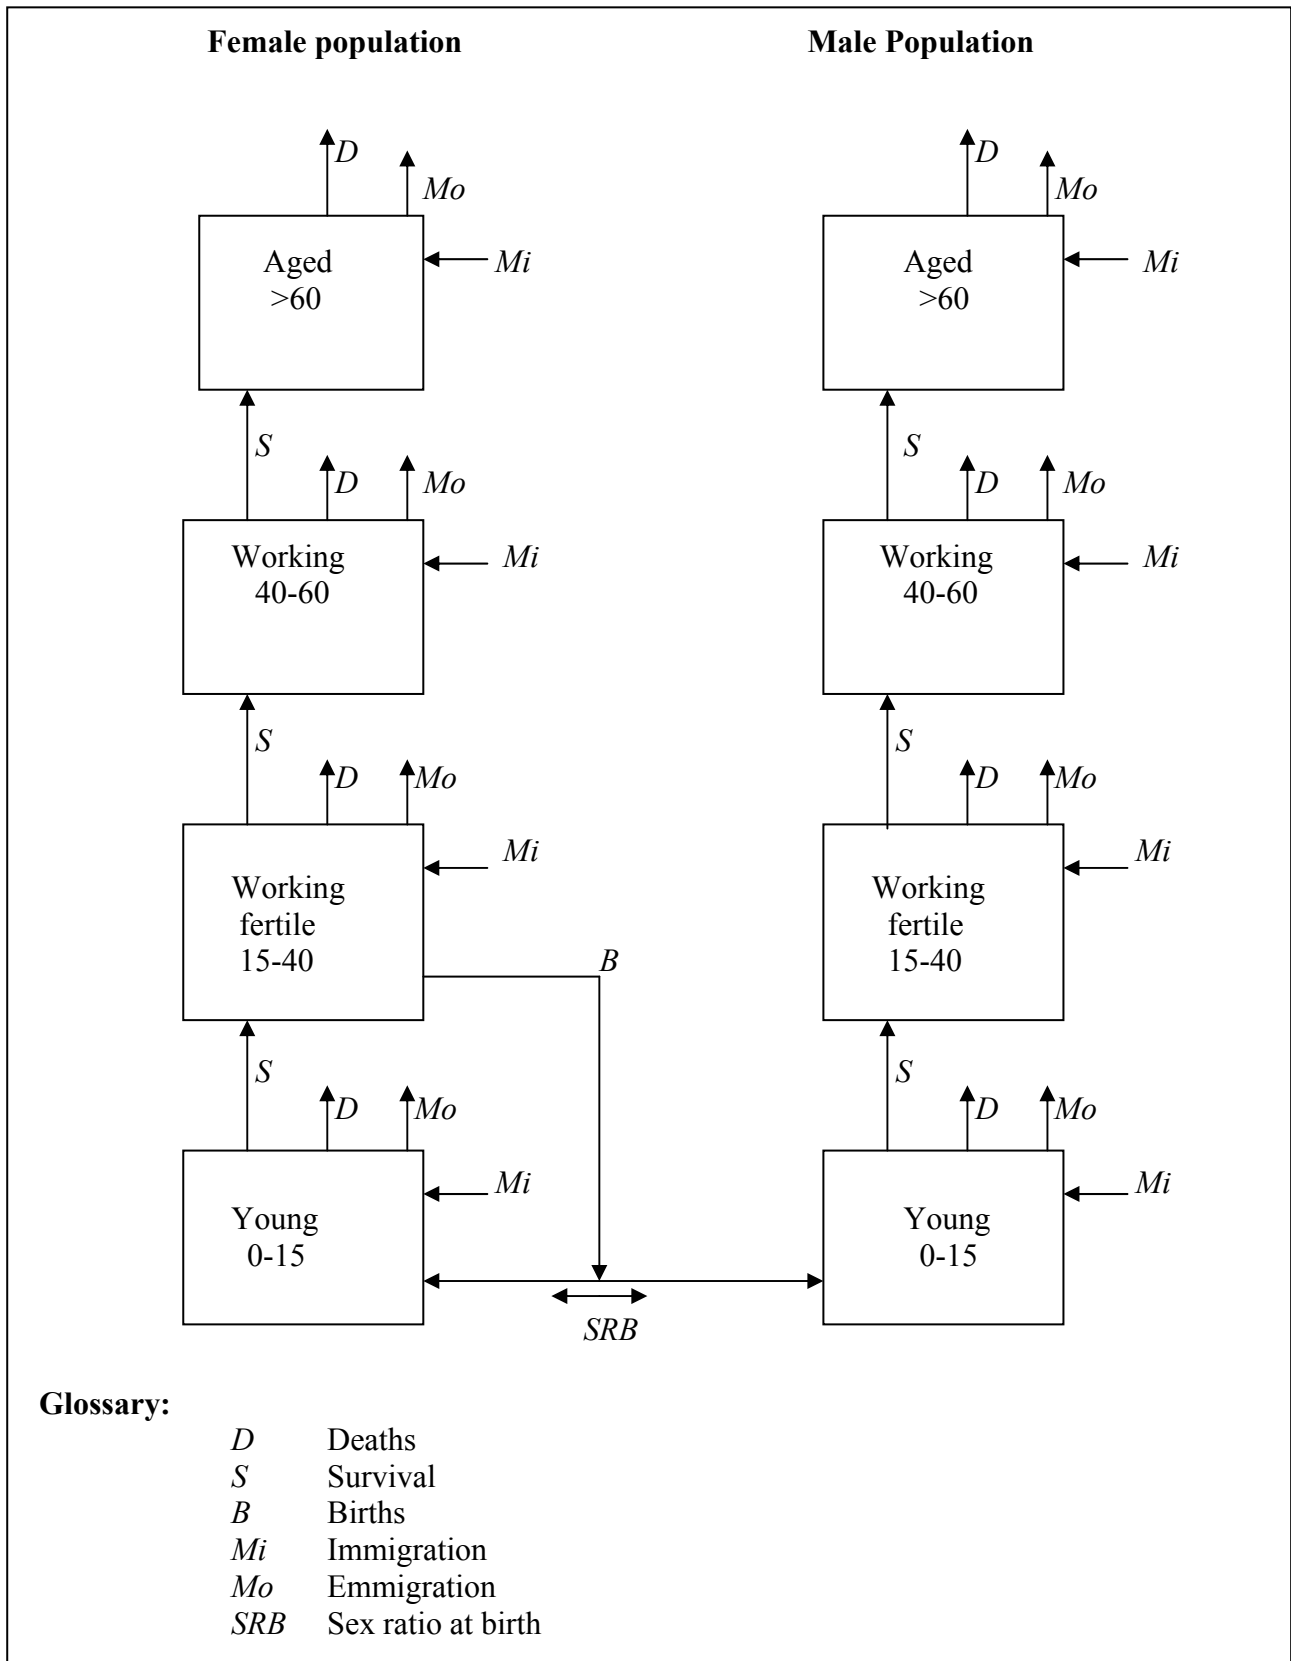 Female population
Male Population
D
Mo
D
Mo
Aged
>60
Mi
Aged
>60
Mi
S
D
Mo
S
D
Mo
Working
40-60
Mi
Working
40-60
Mi
S
D
Mo
S
D
Mo
Working
fertile
15-40
Mi
B
Working
fertile
15-40
Mi
S
D
Mo
S
D
Mo
Young
0-15
Mi
Young
0-15
Mi
SRB
Glossary:
D Deaths
S Survival
B Births
Mi Immigration
Mo Emmigration
SRB Sex ratio at birth